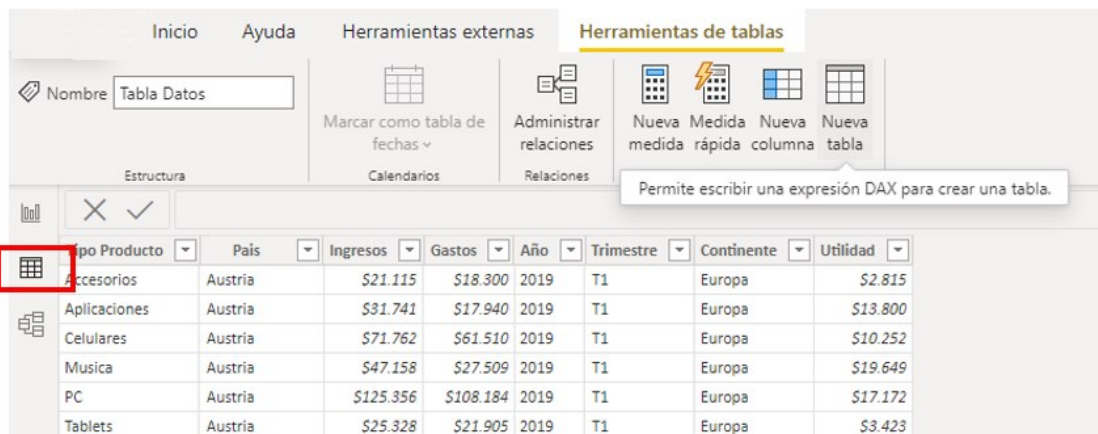 Inicio Ayuda Herramientas externas Herramientas de tablas
Nombre Tabla Datos
Marcar como tabla de
fechas
Administrar
relaciones
Nueva
medida
Medida
rápida
Nueva
columna
Nueva
tabla
Estructura Calendarios Relaciones
Permite escribir una expresión DAX para crear una tabla.
Tipo Producto Pais Ingresos Gastos Año Trimestre Continente Utilidad
Accesorios Austria $21.115 $18.300 2019 T1 Europa $2.815
Aplicaciones Austria $31.741 $17.940 2019 T1 Europa $13.800
Celulares Austria $71.762 $61.510 2019 T1 Europa $10.252
Musica Austria $47.158 $27.509 2019 T1 Europa $19.649
PC Austria $125.356 $108.184 2019 T1 Europa $17.172
Tablets Austria $25.328 $21.905 2019 T1 Europa $3.423